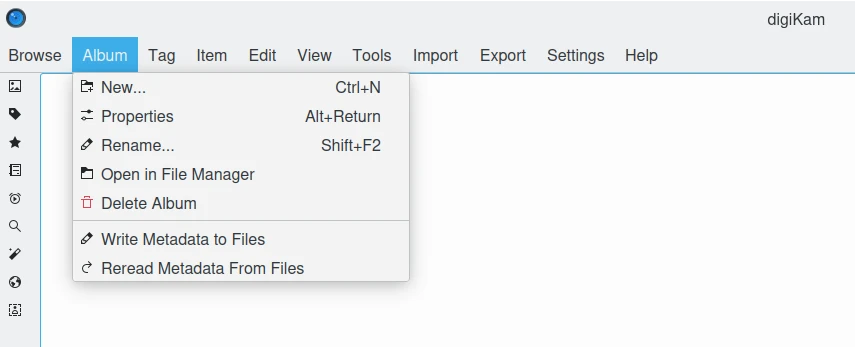 digiKam
Browse Album Tag Item Edit View Tools Import Export Settings Help
New... Ctrl+N
Properties Alt+Return
Rename... Shift+F2
Open in File Manager
Delete Album
Write Metadata to Files
Reread Metadata From Files